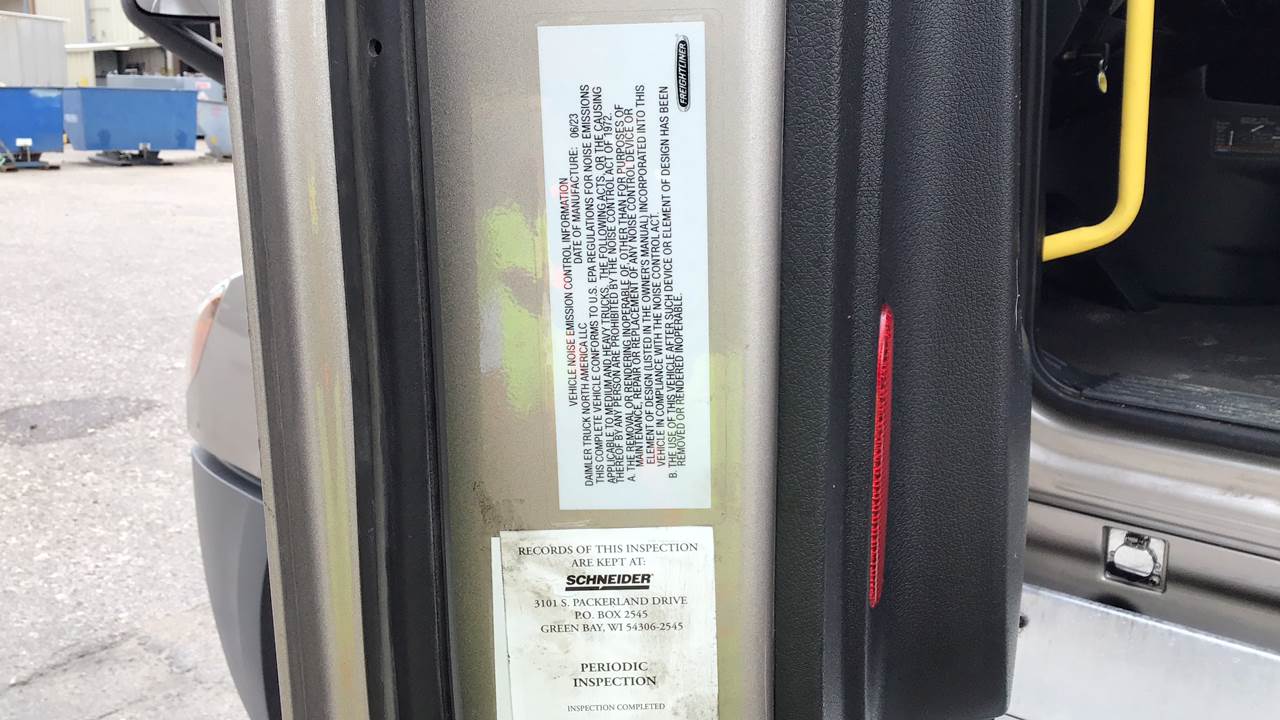 FREIGHTLINER
VEHICLE NOISE EMISSION CONTROL INFORMATION
DAIMLER TRUCK NORTH AMERICA LLC DATE OF MANUFACTURE: 06/23
THIS COMPLETE VEHICLE CONFORMS TO U.S. EPA REGULATIONS FOR NOISE EMISSIONS
APPLICABLE TO MEDIUM AND HEAVY TRUCKS. THE FOLLOWING ACTS, OR THE CAUSING
THEREOF BY ANY PERSON ARE PROHIBITED BY THE NOISE CONTROL ACT OF 1972.
A. THE REMOVAL OR RENDERING INOPERABLE OF, OTHER THAN FOR PURPOSES OF
MAINTENANCE, REPAIR OR REPLACEMENT OF ANY NOISE CONTROL DEVICE OR
ELEMENT OF DESIGN (LISTED IN THE OWNER'S MANUAL) INCORPORATED INTO THIS
VEHICLE IN COMPLIANCE WITH THE NOISE CONTROL ACT.
B. THE USE OF THIS VEHICLE AFTER SUCH DEVICE OR ELEMENT OF DESIGN HAS BEEN
REMOVED OR RENDERED INOPERABLE.
RECORDS OF THIS INSPECTION
ARE KEPT AT:
SCHNEIDER
3101 S. PACKERLAND DRIVE
P.O. BOX 2545
GREEN BAY, WI 54306-2545
PERIODIC
INSPECTION
INSPECTION COMPLETED